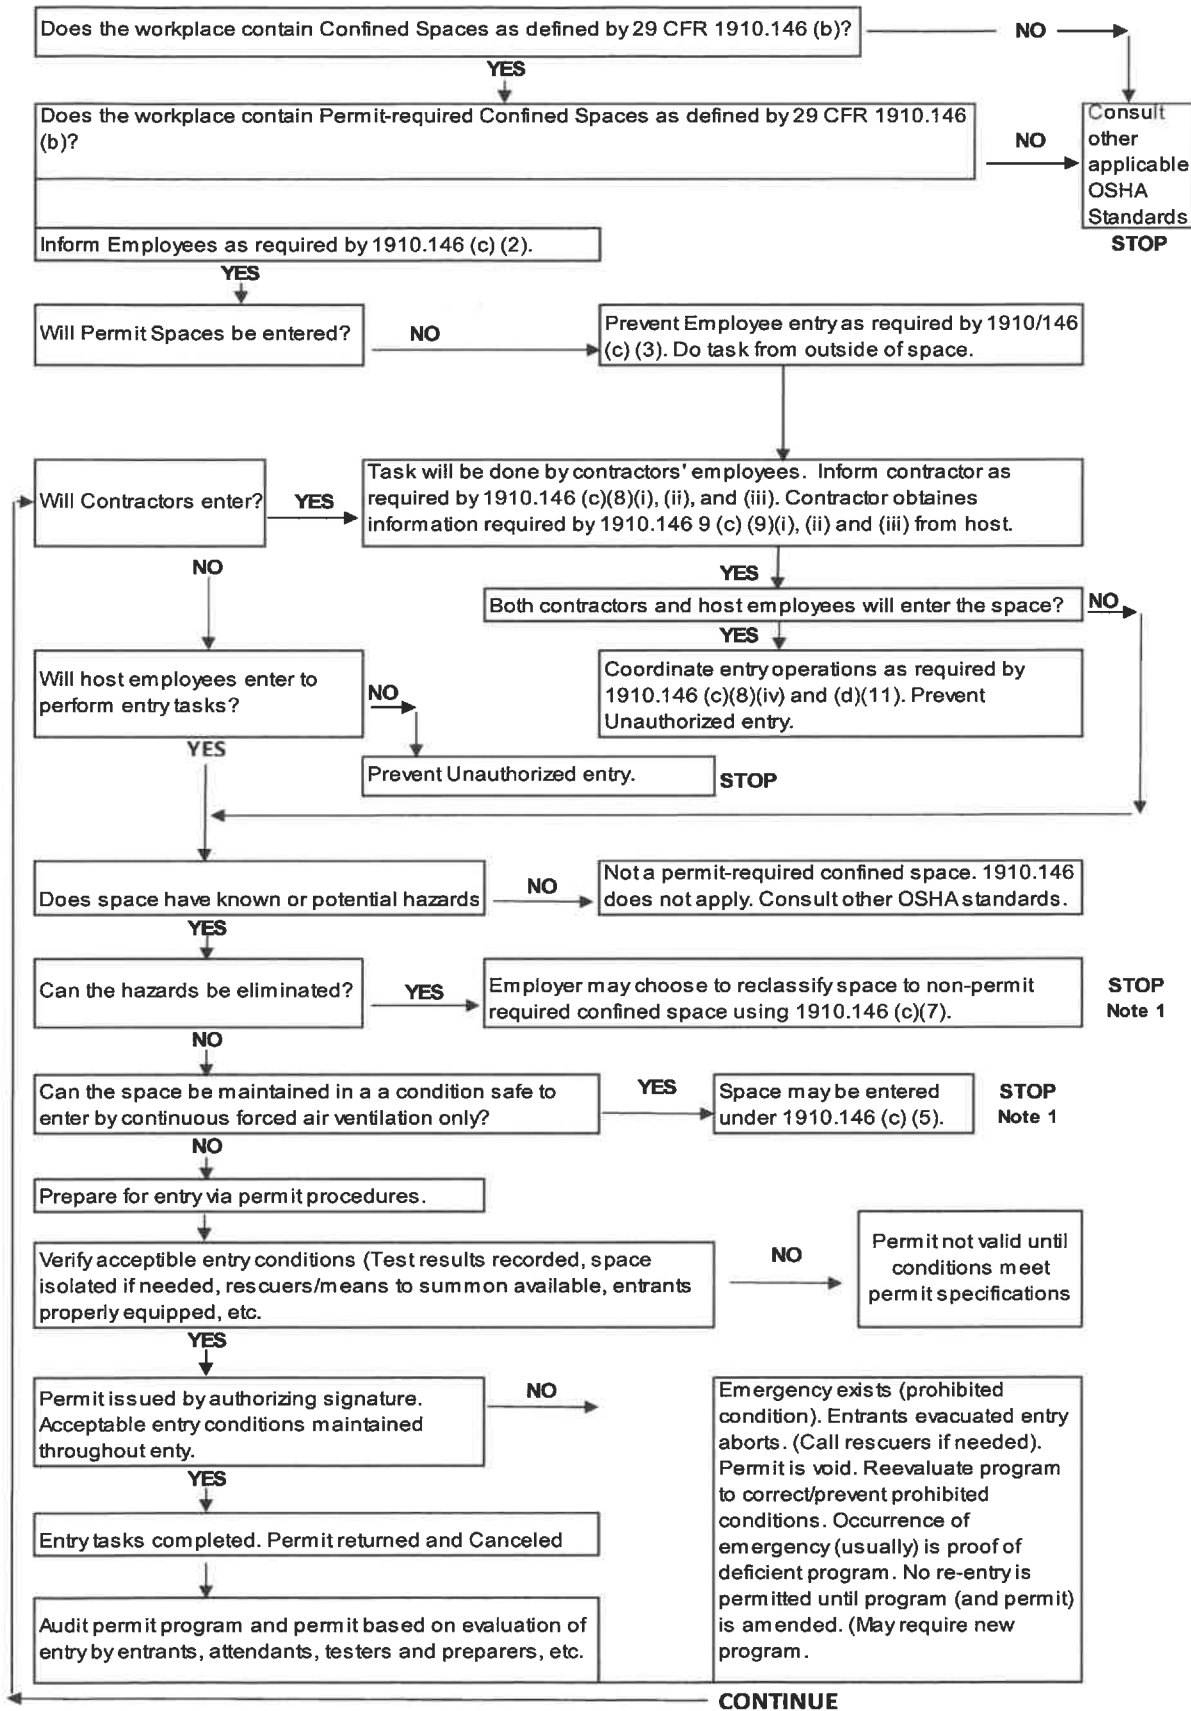 Does the workplace contain Confined Spaces as defined by 29 CFR 1910.146 (b)?
NO
YES
Does the workplace contain Permit-required Confined Spaces as defined by 29 CFR 1910.146
(b)?
NO
Consult
other
applicable
OSHA
Standards
STOP
Inform Employees as required by 1910.146 (c) (2).
YES
Will Permit Spaces be entered?
NO
Prevent Employee entry as required by 1910/146
(c) (3). Do task from outside of space.
Will Contractors enter?
YES
Task will be done by contractors' employees. Inform contractor as
required by 1910.146 (c)(8)(i), (ii), and (iii). Contractor obtaines
information required by 1910.146 9 (c) (9)(i), (ii) and (iii) from host.
NO
YES
Both contractors and host employees will enter the space?
NO
YES
Will host employees enter to
perform entry tasks?
NO
Coordinate entry operations as required by
1910.146 (c)(8)(iv) and (d)(11). Prevent
Unauthorized entry.
YES
Prevent Unauthorized entry.
STOP
Does space have known or potential hazards
NO
Not a permit-required confined space. 1910.146
does not apply. Consult other OSHA standards.
YES
Can the hazards be eliminated?
YES
Employer may choose to reclassify space to non-permit
required confined space using 1910.146 (c)(7).
STOP
Note 1
NO
Can the space be maintained in a a condition safe to
enter by continuous forced air ventilation only?
YES
Space may be entered
under 1910.146 (c) (5).
STOP
Note 1
NO
Prepare for entry via permit procedures.
Verify acceptible entry conditions (Test results recorded, space
isolated if needed, rescuers/means to summon available, entrants
properly equipped, etc.
NO
Permit not valid until
conditions meet
permit specifications
YES
Permit issued by authorizing signature.
Acceptable entry conditions maintained
throughout enty.
NO
Emergency exists (prohibited
condition). Entrants evacuated entry
aborts. (Call rescuers if needed).
Permit is void. Reevaluate program
to correct/prevent prohibited
conditions. Occurrence of
emergency (usually) is proof of
deficient program. No re-entry is
permitted until program (and permit)
is amended. (May require new
program.
YES
Entry tasks completed. Permit returned and Canceled
Audit permit program and permit based on evaluation of
entry by entrants, attendants, testers and preparers, etc.
CONTINUE